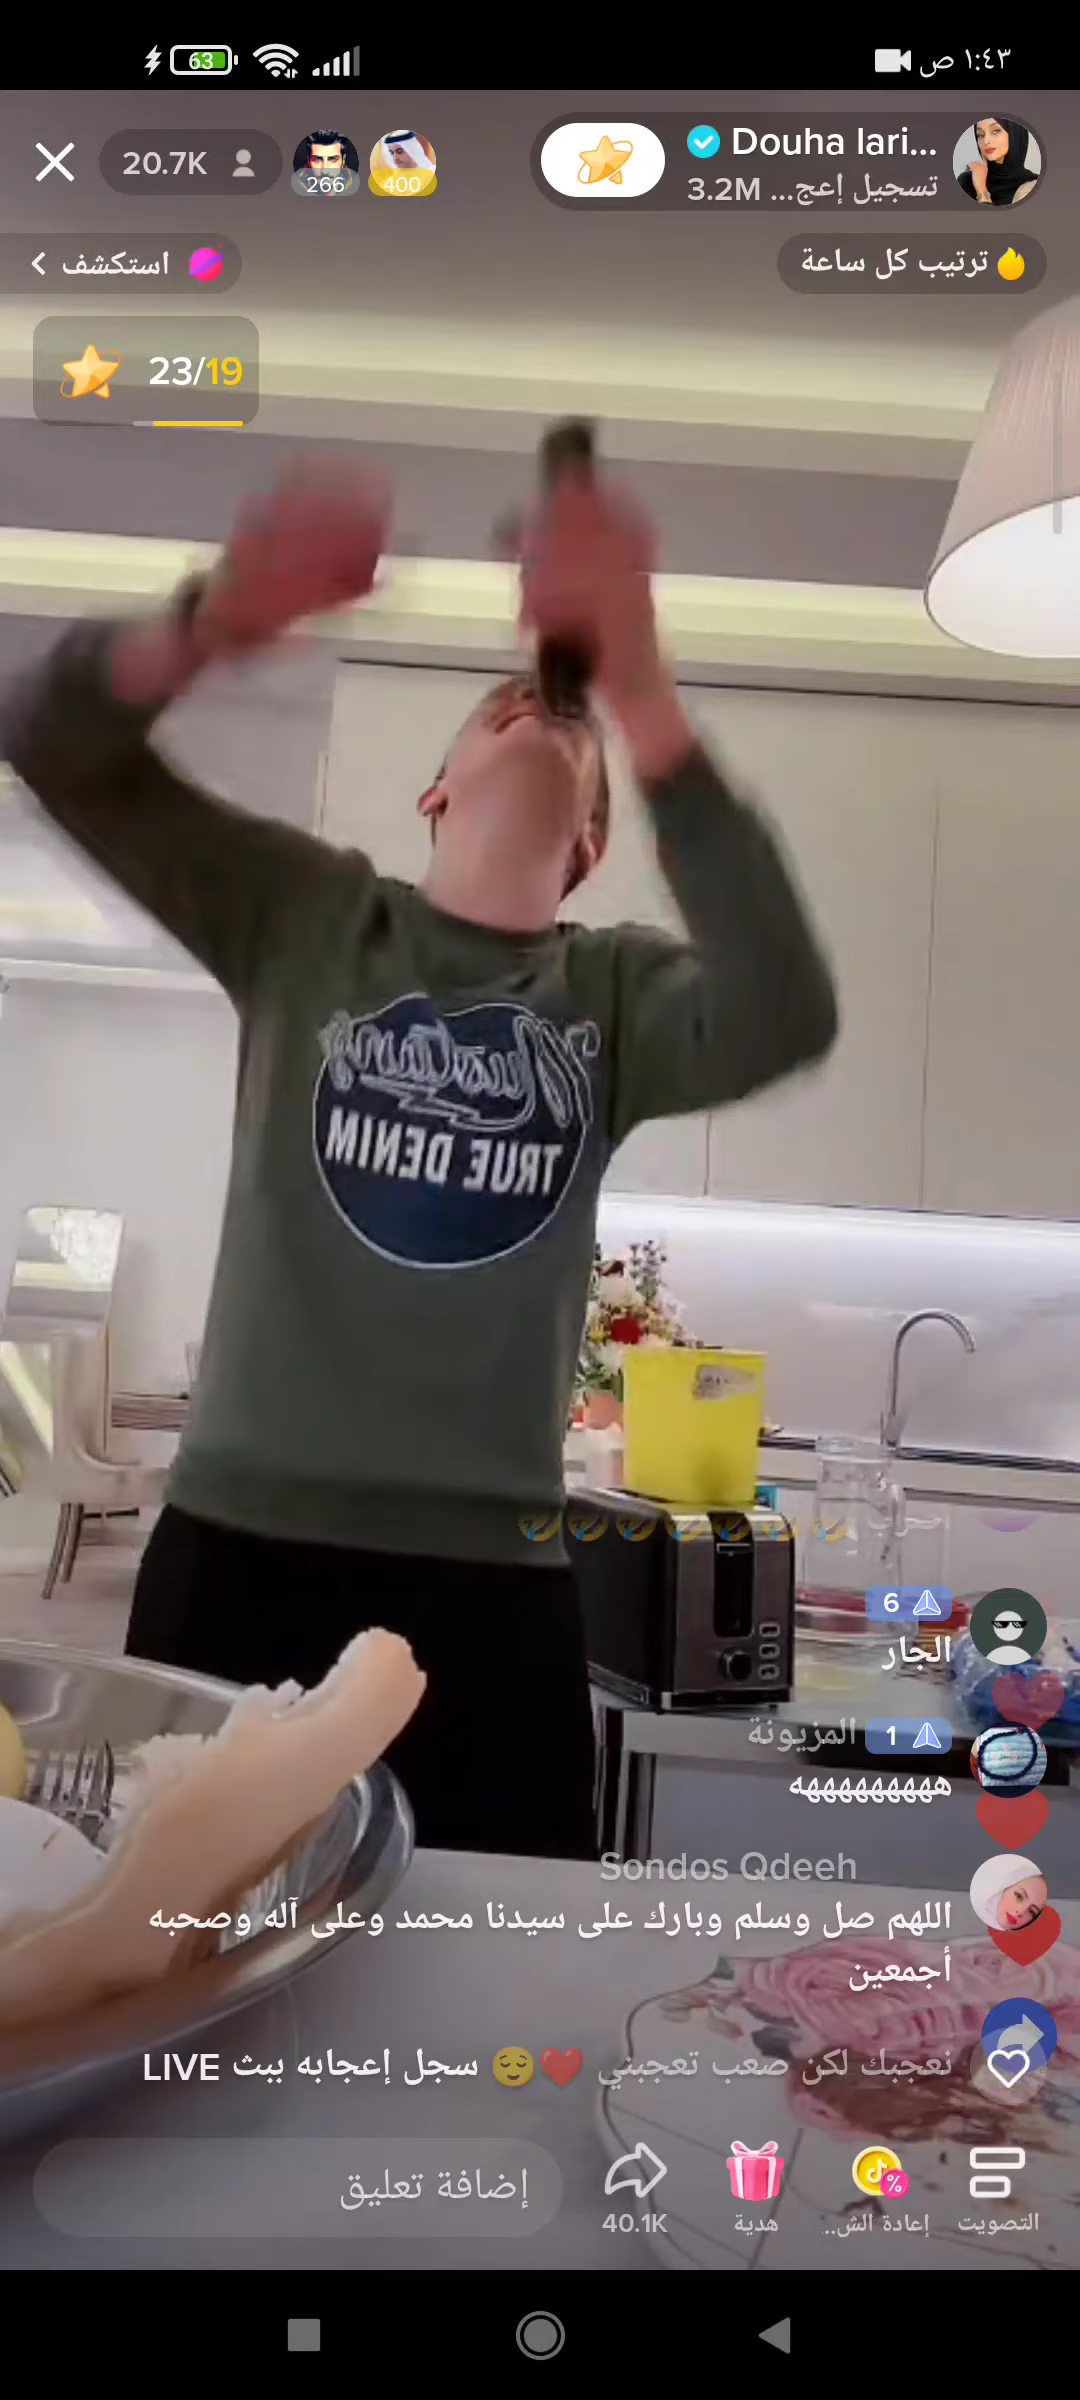 63
١:٤٣ ص
20.7K
266
400
Douha lari...
3.2M تسجيل إعج...
استكشف
ترتيب كل ساعة
23/19
Mustang
TRUE DENIM
6
الجار
المزيونة 1
هههههههههه
Sondos Qdeeh
اللهم صل وسلم وبارك على سيدنا محمد وعلى آله وصحبه
أجمعين
نعجبك لكن صعب تعجبني ❤️😌 سجل إعجابه ببث LIVE
إضافة تعليق
40.1K
هدية
إعادة الش...
التصويت